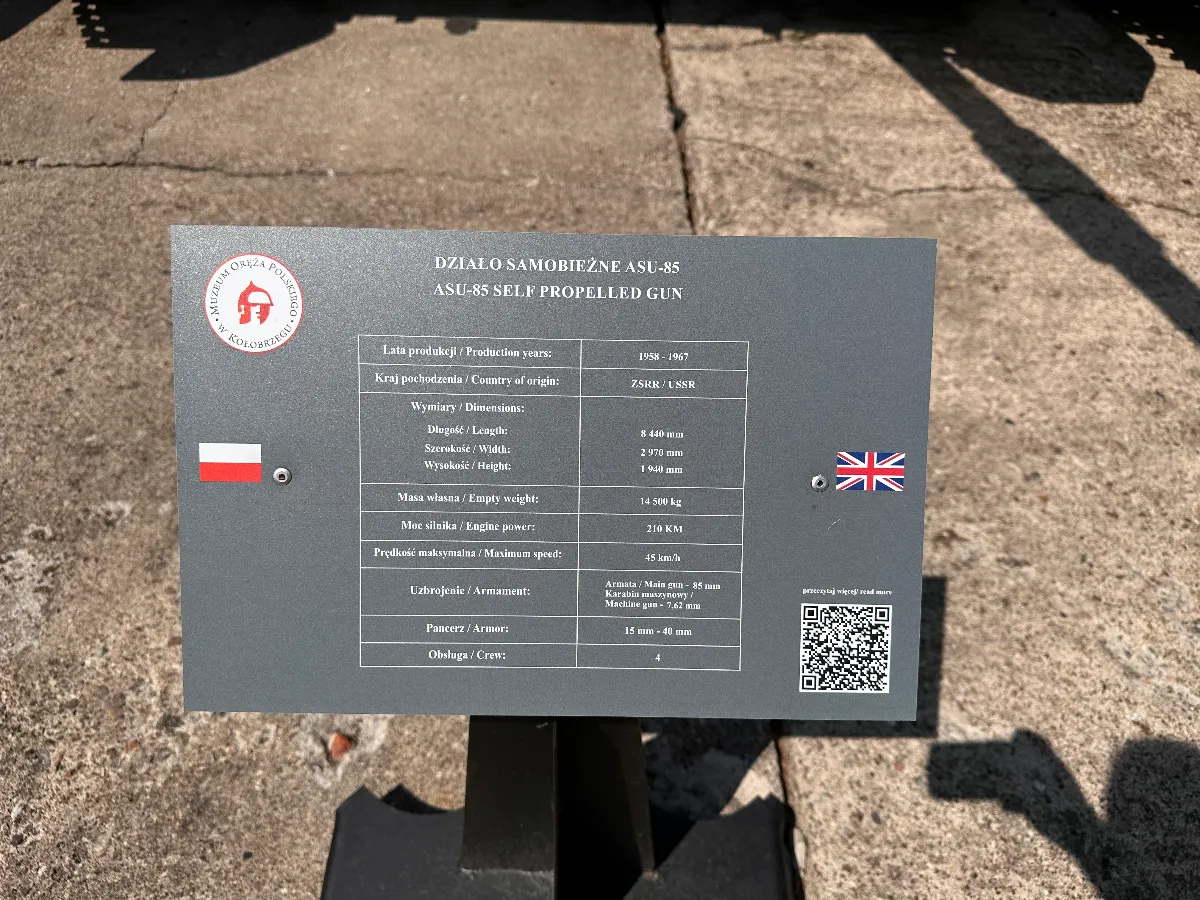 MUZEUM ORĘŻA POLSKIEGO
• W KOŁOBRZEGU •
DZIAŁO SAMOBIEŻNE ASU-85
ASU-85 SELF PROPELLED GUN
Lata produkcji / Production years: 1958 - 1967
Kraj pochodzenia / Country of origin: ZSRR / USSR
Wymiary / Dimensions:
Długość / Length: 8 440 mm
Szerokość / Width: 2 970 mm
Wysokość / Height: 1 940 mm
Masa własna / Empty weight: 14 500 kg
Moc silnika / Engine power: 210 KM
Prędkość maksymalna / Maximum speed: 45 km/h
Uzbrojenie / Armament: Armata / Main gun - 85 mm
Karabin muszynowy /
Machine gun - 7.62 mm
Pancerz / Armor: 15 mm - 40 mm
Obsługa / Crew: 4
przeczytaj więcej/ read more